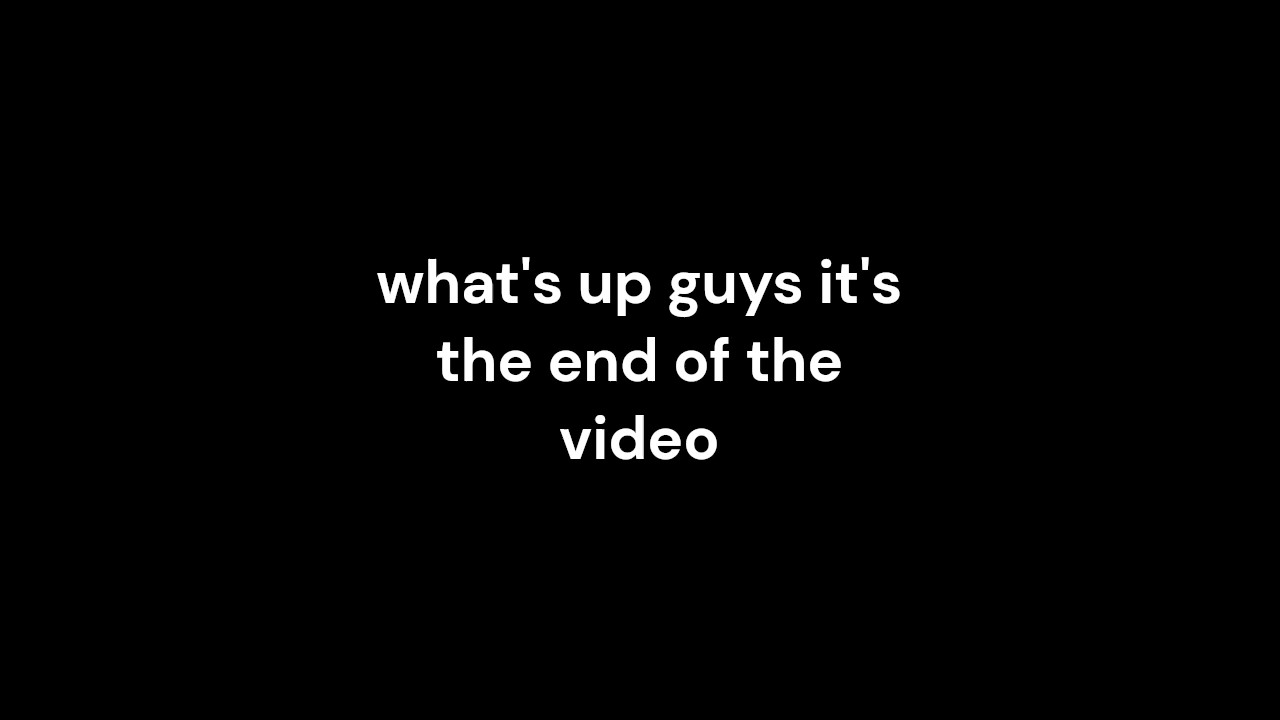 what's up guys it's
the end of the
video